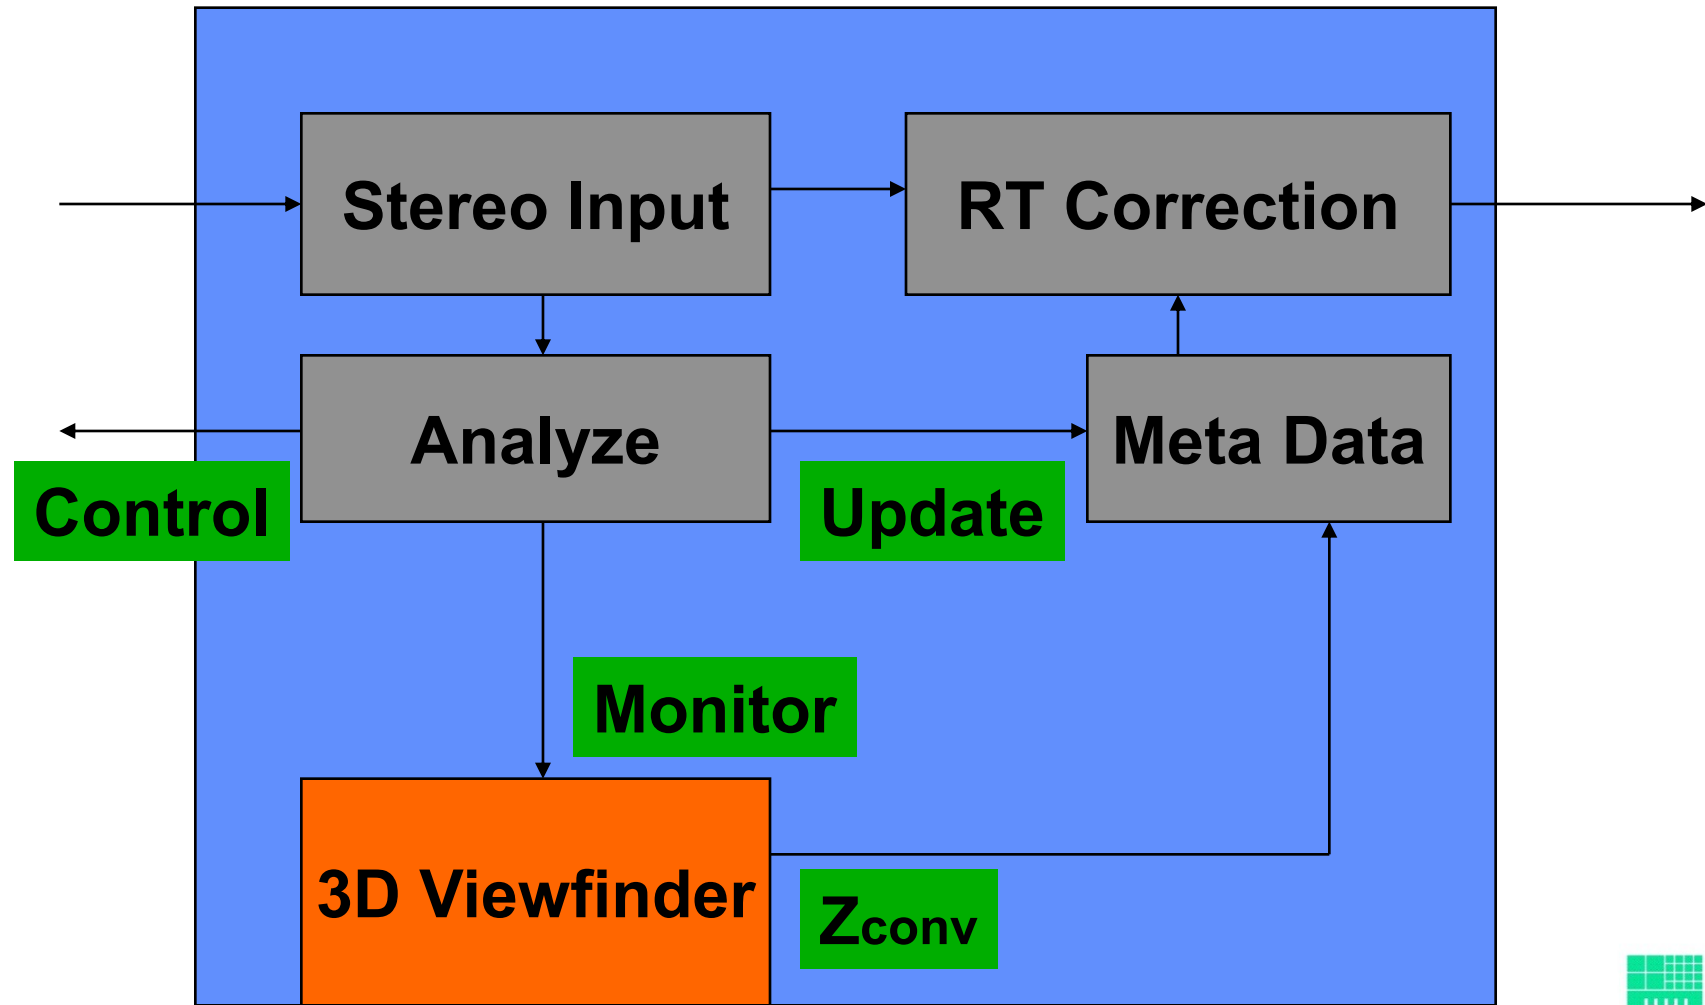 Stereo Input
RT Correction
Analyze
Meta Data
Control
Update
Monitor
3D Viewfinder
Zconv